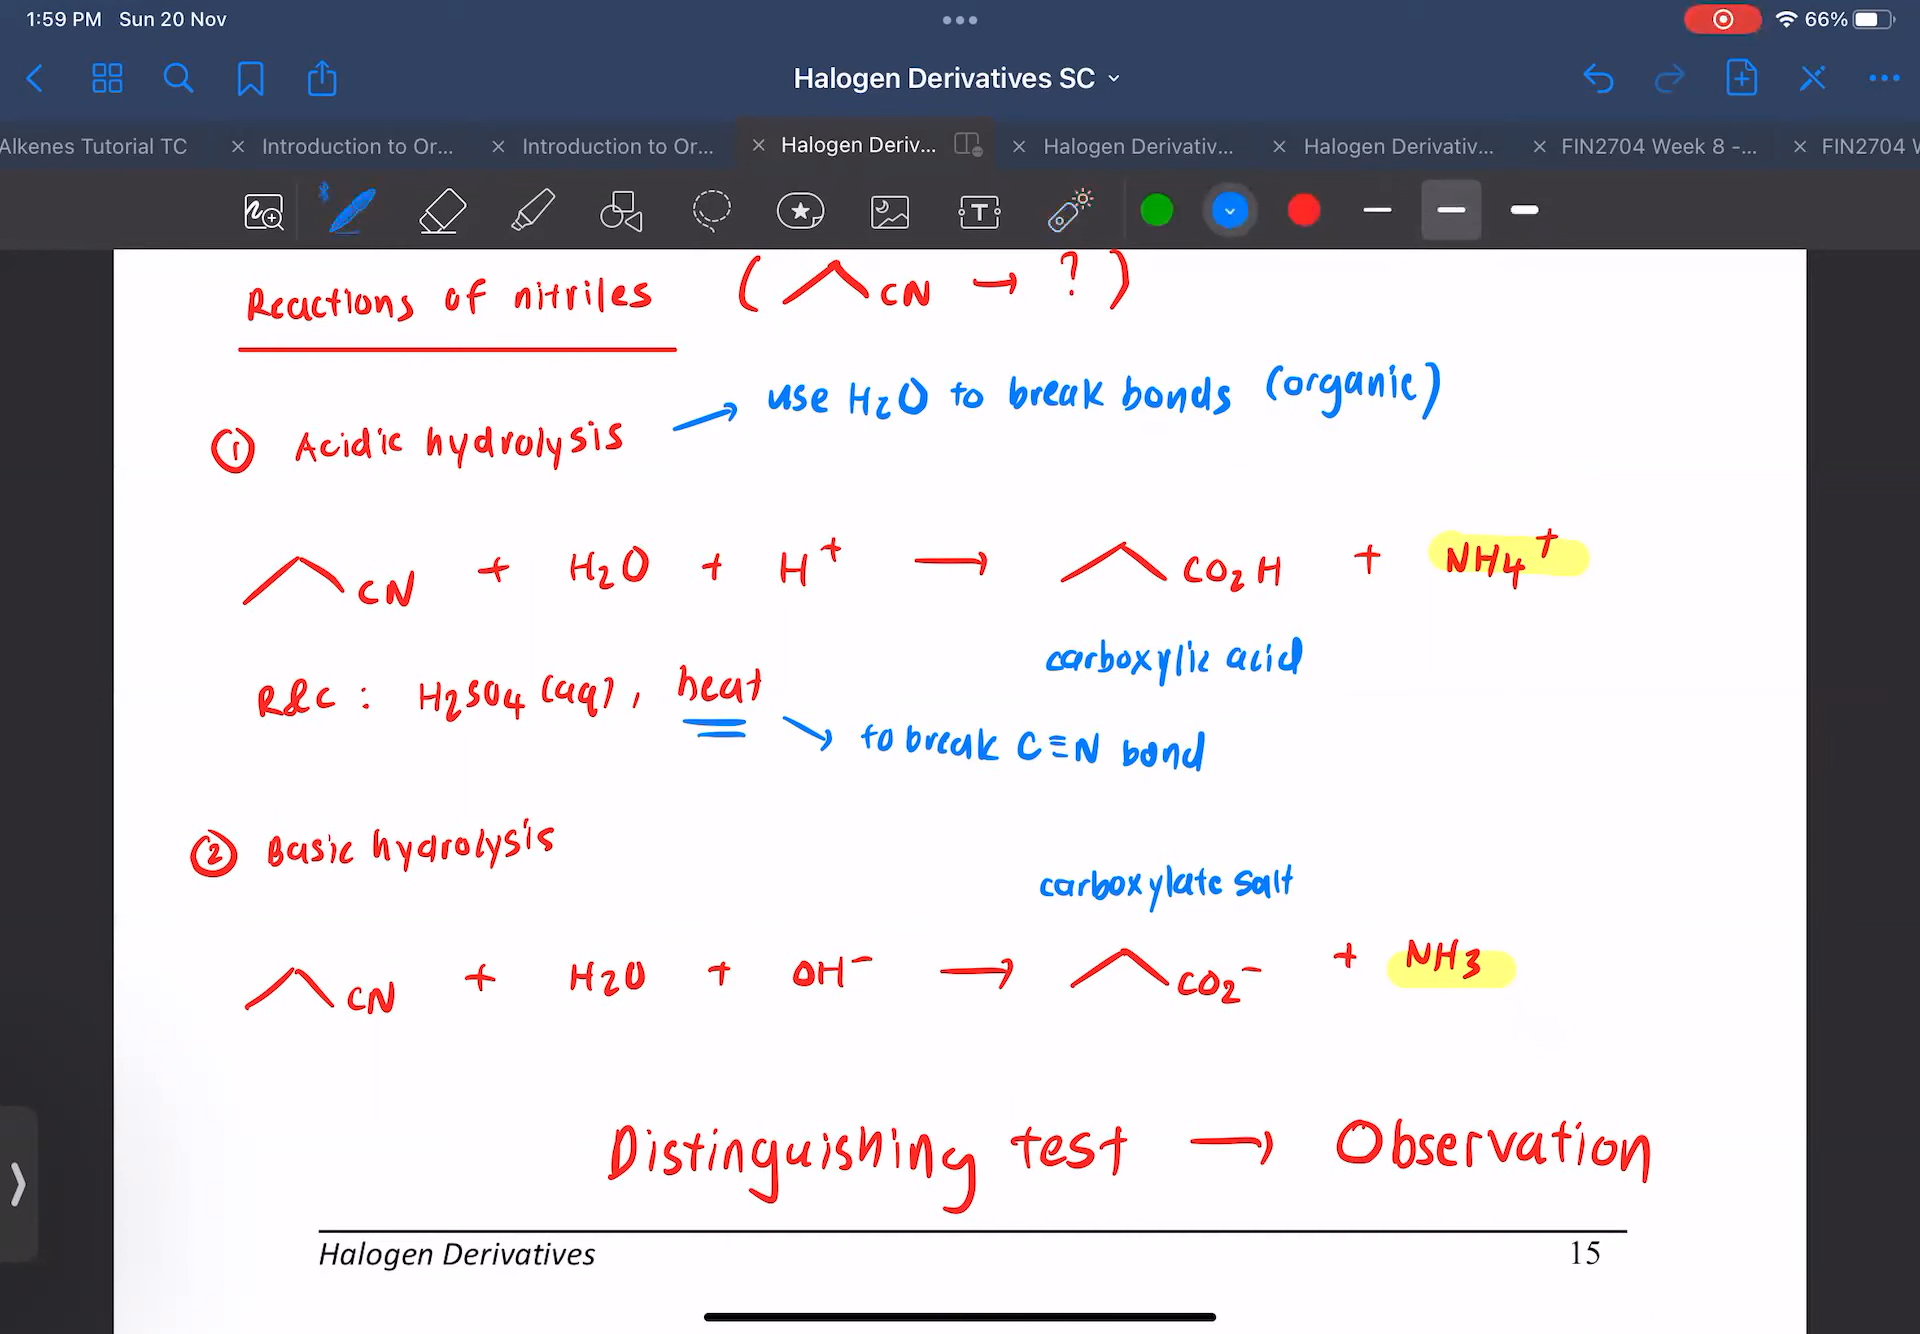 1:59 PM Sun 20 Nov
66%
Halogen Derivatives SC
Alkenes Tutorial TC
Introduction to Or...
Introduction to Or...
Halogen Deriv...
Halogen Derivativ...
Halogen Derivativ...
FIN2704 Week 8 -...
FIN2704 W
Reactions of nitriles ( CN → ? )
→ use H₂O to break bonds (organic)
① Acidic hydrolysis
CN + H₂O + H⁺ → CO₂H + NH₄⁺
carboxylic acid
R&C : H₂SO₄ (aq), heat
→ to break C≡N bond
② Basic hydrolysis
carboxylate salt
CN + H₂O + OH⁻ → CO₂⁻ + NH₃
Distinguishing test → Observation
Halogen Derivatives
15